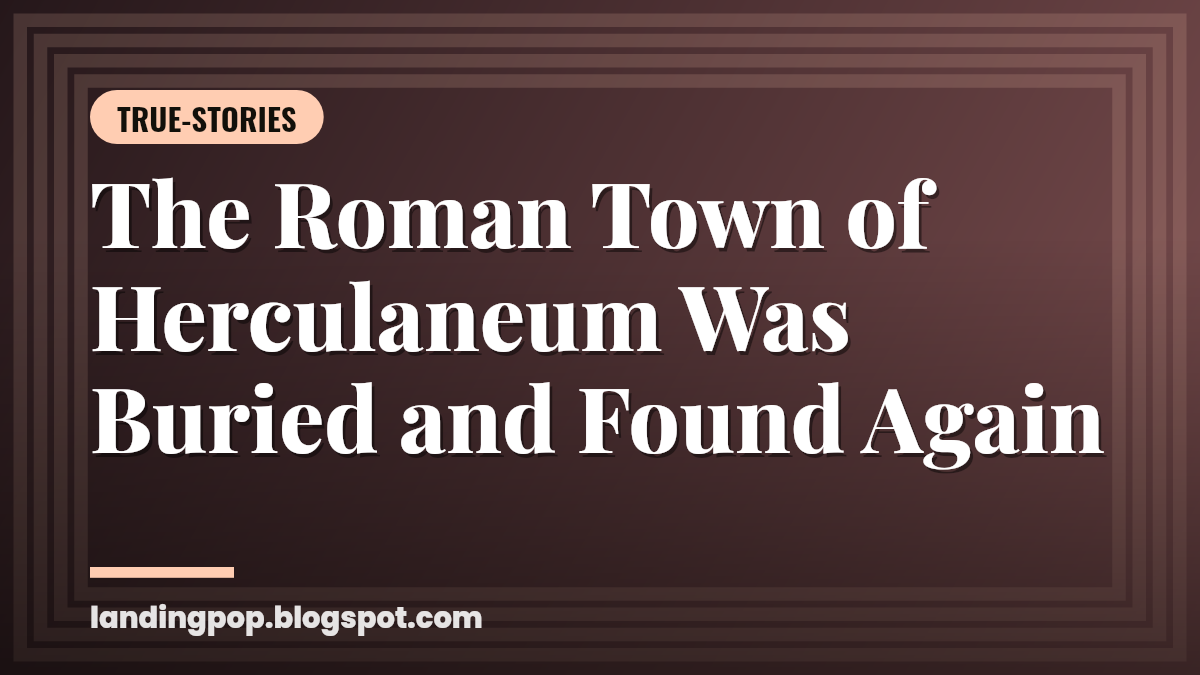 TRUE-STORIES
The Roman Town of
Herculaneum Was
Buried and Found Again
landingpop.blogspot.com